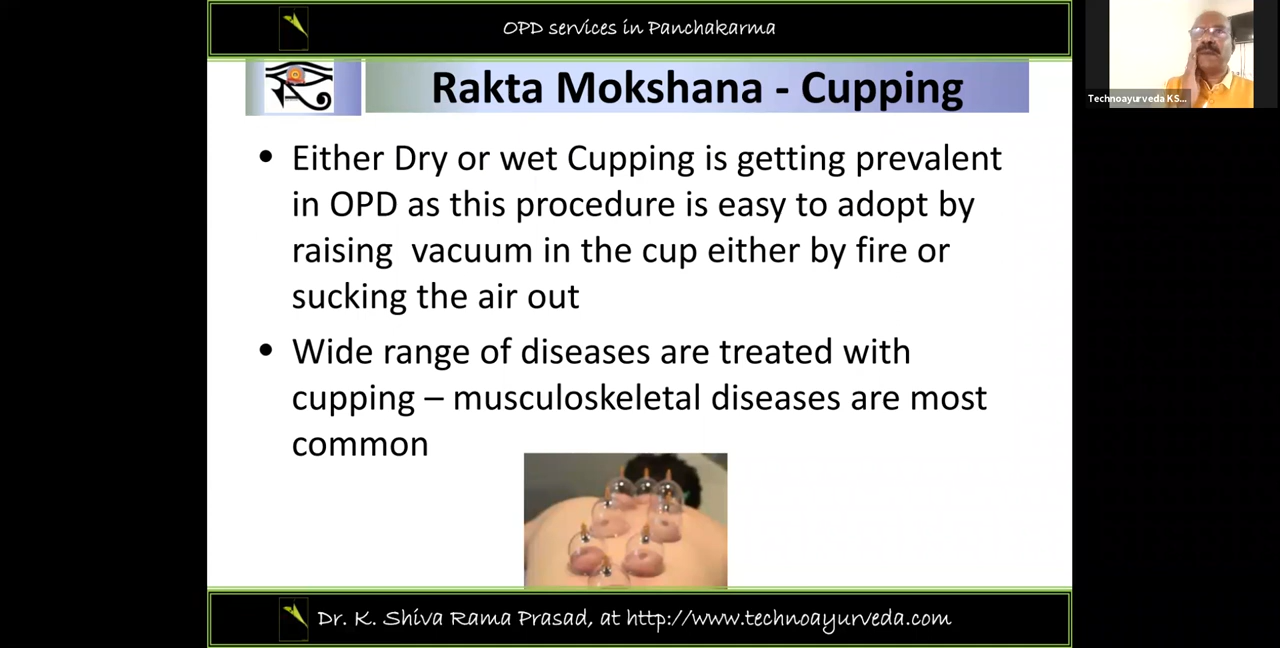 OPD services in Panchakarma
Rakta Mokshana - Cupping
• Either Dry or wet Cupping is getting prevalent
in OPD as this procedure is easy to adopt by
raising vacuum in the cup either by fire or
sucking the air out
• Wide range of diseases are treated with
cupping – musculoskeletal diseases are most
common
Dr. K. Shiva Rama Prasad, at http://www.technoayurveda.com
Technoayurveda KS...